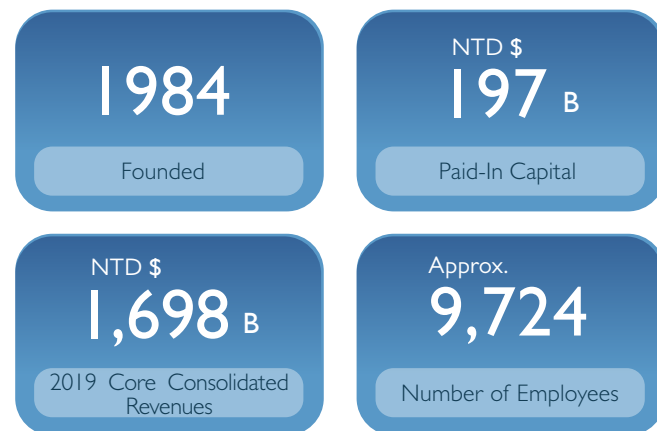 1984
Founded
NTD $
197 B
Paid-In Capital
NTD $
1,698 B
2019 Core Consolidated
Revenues
Approx.
9,724
Number of Employees